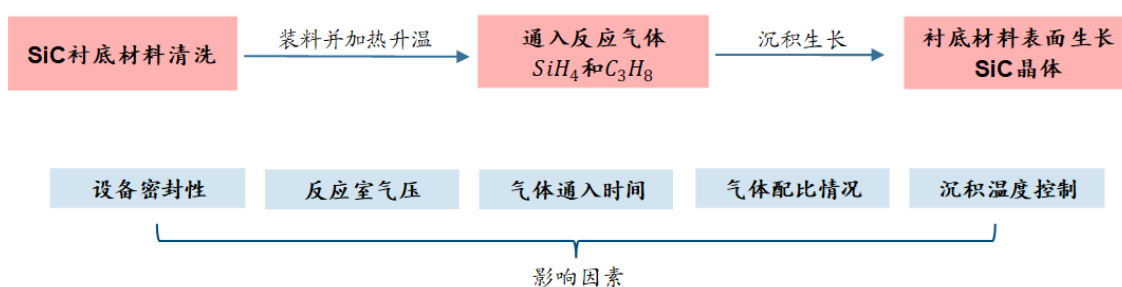 SiC衬底材料清洗
装料并加热升温
通入反应气体
SiH₄和C₃H₈
沉积生长
衬底材料表面生长
SiC晶体
设备密封性
反应室气压
气体通入时间
气体配比情况
沉积温度控制
影响因素